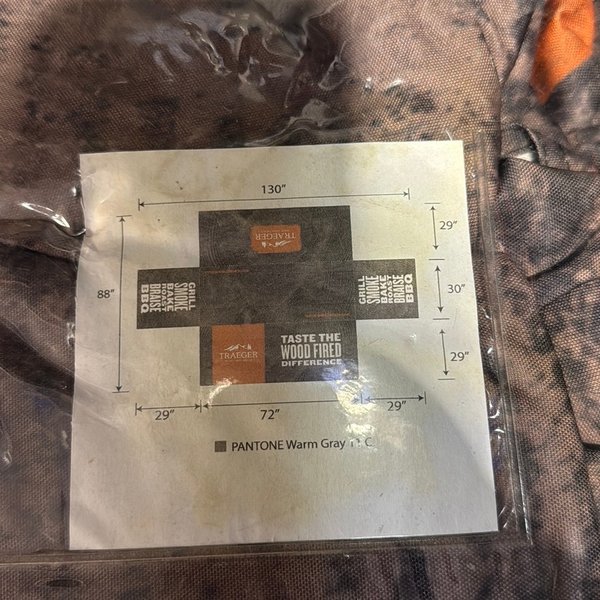 130"
TRAEGER
29"
88"
GRILL
SMOKE
BAKE
ROAST
BRAISE
BBQ
GRILL
SMOKE
BAKE
ROAST
BRAISE
BBQ
30"
TRAEGER
TASTE THE
WOOD FIRED
DIFFERENCE
29"
29"
72"
29"
PANTONE Warm Gray C